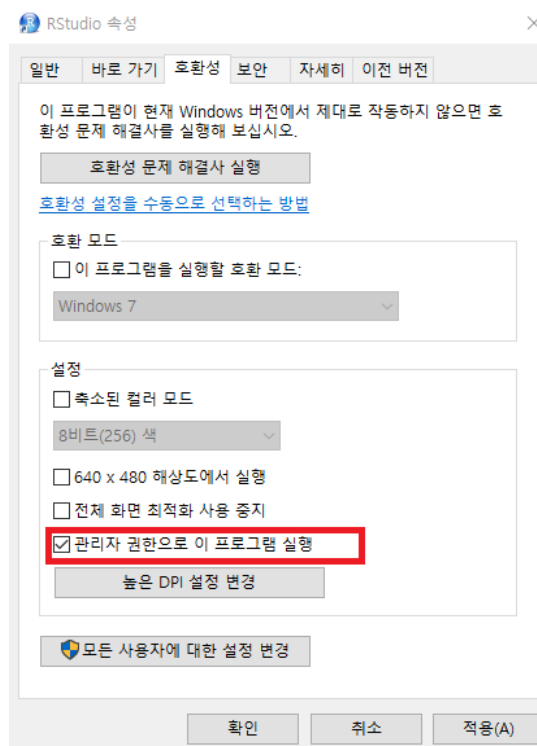 RStudio 속성
일반 바로 가기 호환성 보안 자세히 이전 버전
이 프로그램이 현재 Windows 버전에서 제대로 작동하지 않으면 호
환성 문제 해결사를 실행해 보십시오.
호환성 문제 해결사 실행
호환성 설정을 수동으로 선택하는 방법
호환 모드
이 프로그램을 실행할 호환 모드:
Windows 7
설정
축소된 컬러 모드
8비트(256) 색
640 x 480 해상도에서 실행
전체 화면 최적화 사용 중지
관리자 권한으로 이 프로그램 실행
높은 DPI 설정 변경
모든 사용자에 대한 설정 변경
확인 취소 적용(A)